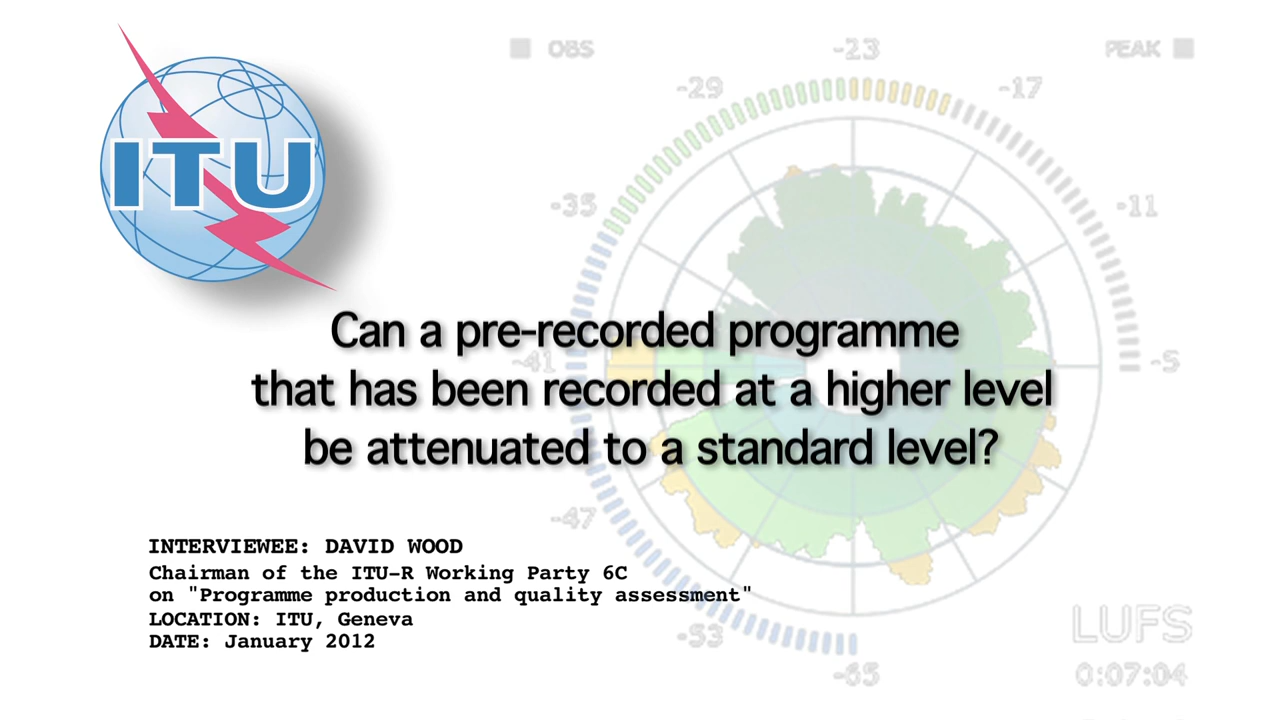 ITU
OBS
-23
PEAK
-29
-17
-35
-11
Can a pre-recorded programme
-41
-5
that has been recorded at a higher level
be attenuated to a standard level?
-47
INTERVIEWEE: DAVID WOOD
Chairman of the ITU-R Working Party 6C
on "Programme production and quality assessment"
LOCATION: ITU, Geneva
DATE: January 2012
-53
-65
LUFS
0:07:04